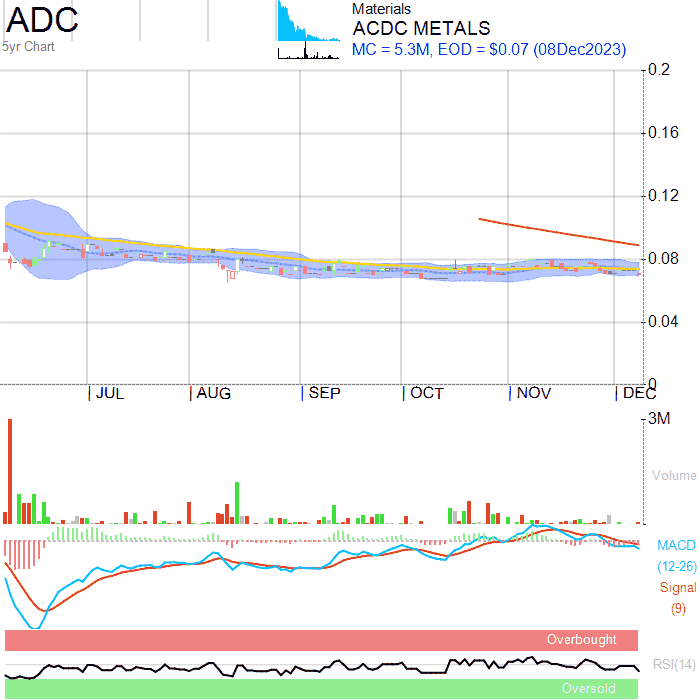 ADC
5yr Chart
Materials
ACDC METALS
MC = 5.3M, EOD = $0.07 (08Dec2023)
0.2
0.16
0.12
0.08
0.04
0
JUL AUG SEP OCT NOV DEC
3M
Volume
MACD
(12-26)
Signal
(9)
Overbought
RSI(14)
Oversold